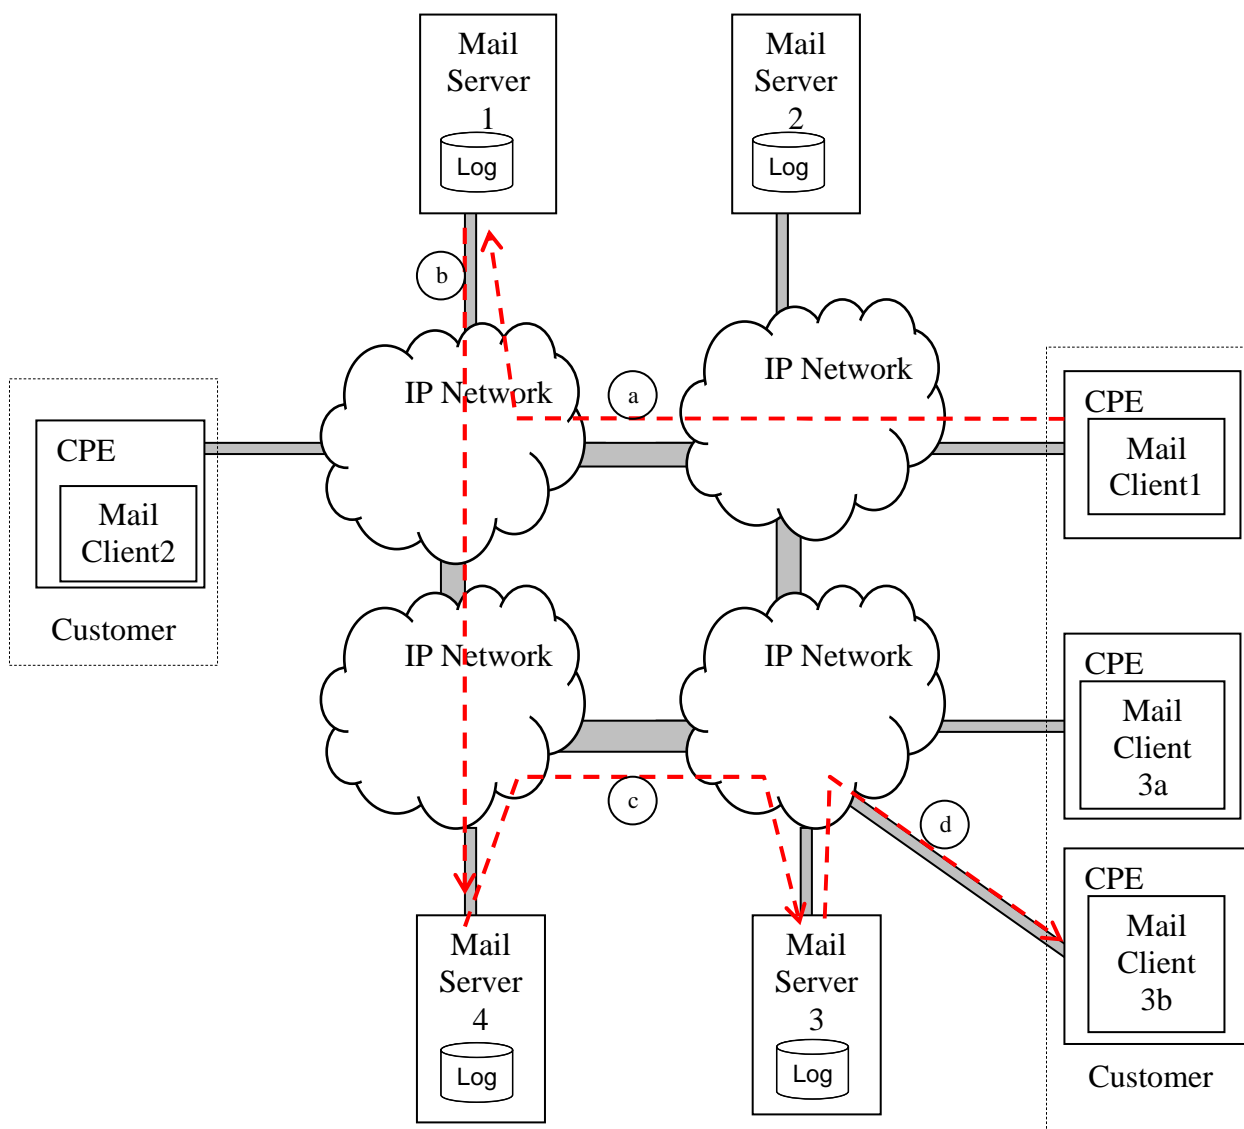 Mail
Server
1
Log
Mail
Server
2
Log
b
IP Network
a
IP Network
CPE
Mail
Client1
CPE
Mail
Client2
Customer
IP Network
IP Network
CPE
Mail
Client
3a
c
d
CPE
Mail
Client
3b
Customer
Mail
Server
4
Log
Mail
Server
3
Log